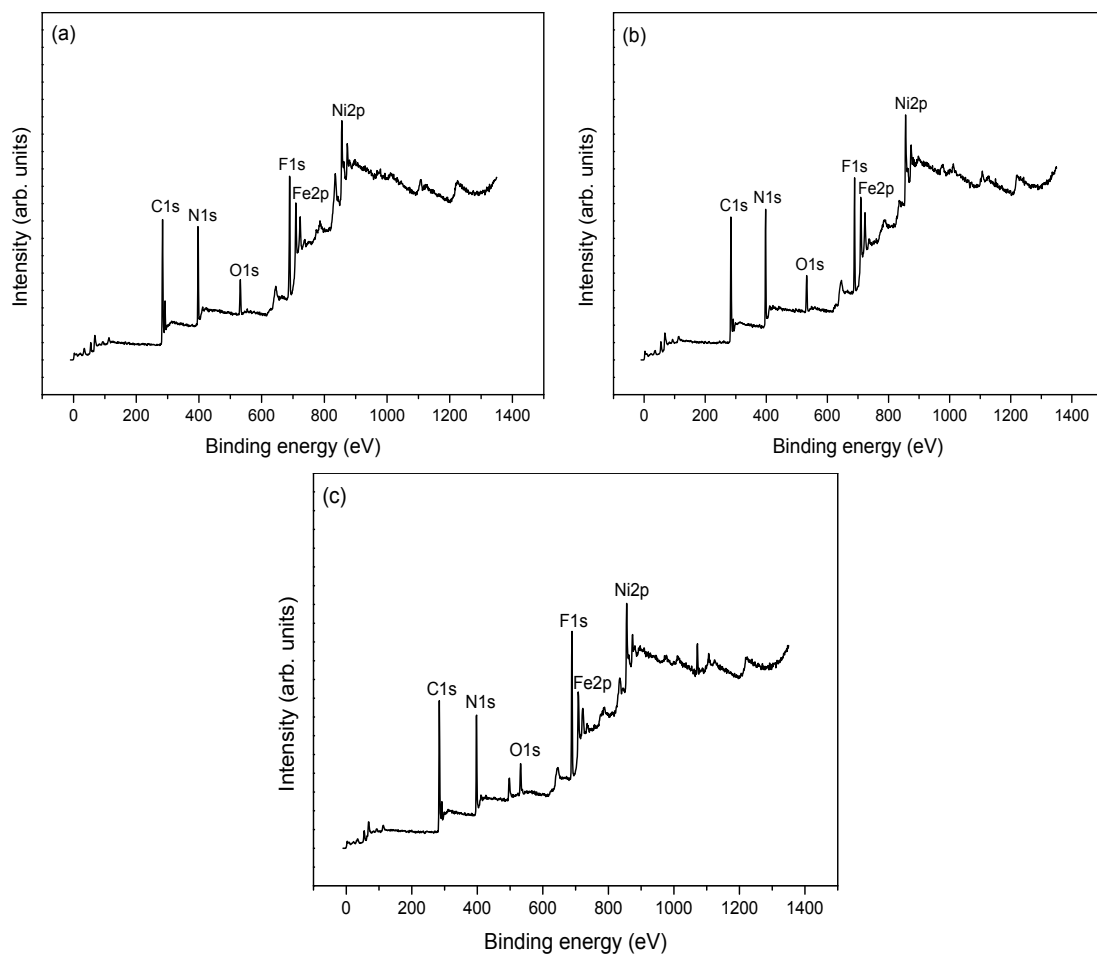 (a)
Ni2p
F1s
Fe2p
C1s
N1s
O1s
Intensity (arb. units)
0 200 400 600 800 1000 1200 1400
Binding energy (eV)
(b)
Ni2p
F1s
Fe2p
C1s
N1s
O1s
Intensity (arb. units)
0 200 400 600 800 1000 1200 1400
Binding energy (eV)
(c)
Ni2p
F1s
Fe2p
C1s
N1s
O1s
Intensity (arb. units)
0 200 400 600 800 1000 1200 1400
Binding energy (eV)